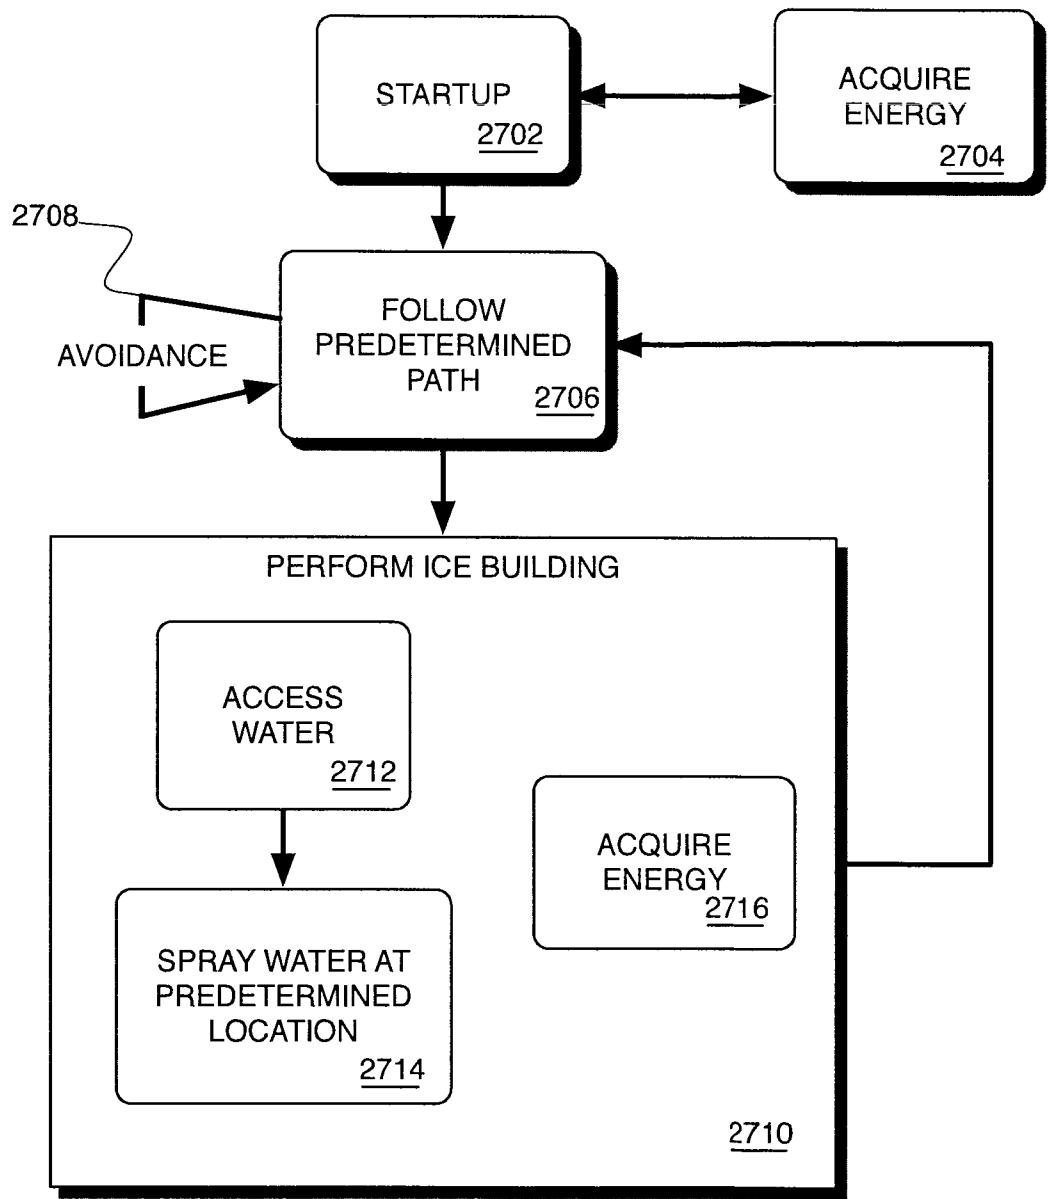 STARTUP
2702
ACQUIRE
ENERGY
2704
2708
FOLLOW
PREDETERMINED
PATH
2706
AVOIDANCE
PERFORM ICE BUILDING
ACCESS
WATER
2712
ACQUIRE
ENERGY
2716
SPRAY WATER AT
PREDETERMINED
LOCATION
2714
2710